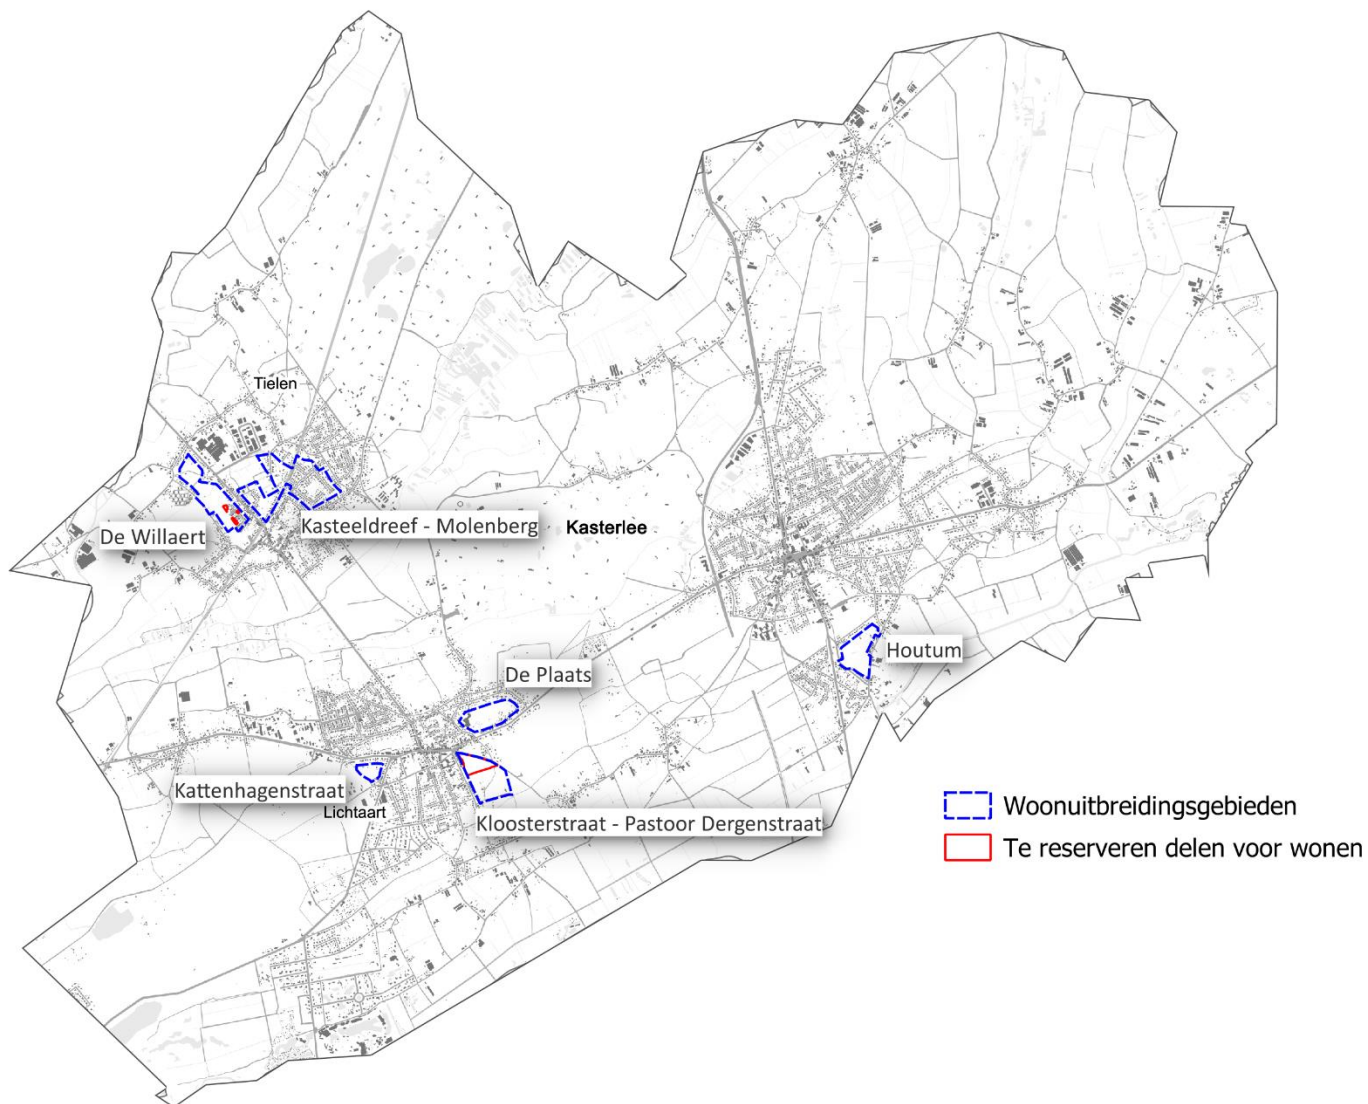 Tielen
Kasteeldreef - Molenberg
De Willaert
Kasterlee
Houtum
De Plaats
Kattenhagenstraat
Lichtaart
Kloosterstraat - Pastoor Dergenstraat
Woonuitbreidingsgebieden
Te reserveren delen voor wonen